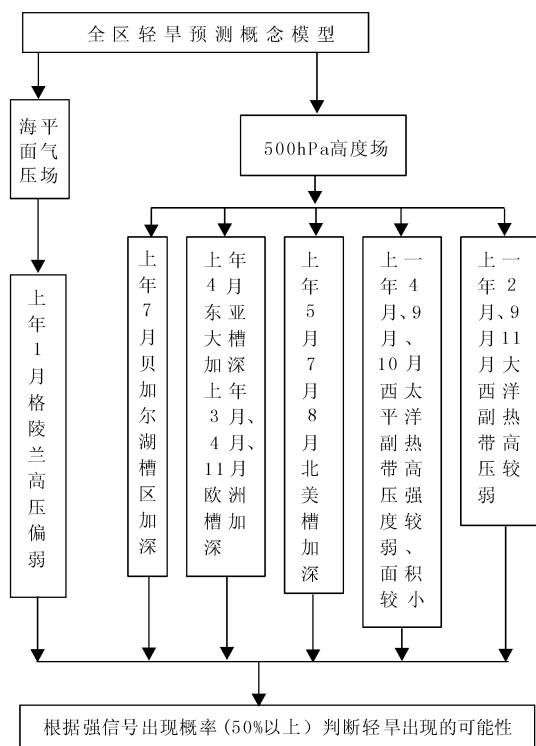 全区轻旱预测概念模型
海平
面气
压场
500hPa高度场
上年1月格陵兰高压偏弱
上年7月贝加尔湖槽区加深
上年
4月
东亚
大槽
加深
上年
3月、
4月、
11月
欧洲
槽加
深
上年5月7月8月北美槽加深
上一
年4
月、9
月、
10月
西太
平洋
副热
带高
压强
度较
弱、
面积
较小
上一
年2
月、9
月11
月大
西洋
副热
带高
压较
弱
根据强信号出现概率(50%以上)判断轻旱出现的可能性